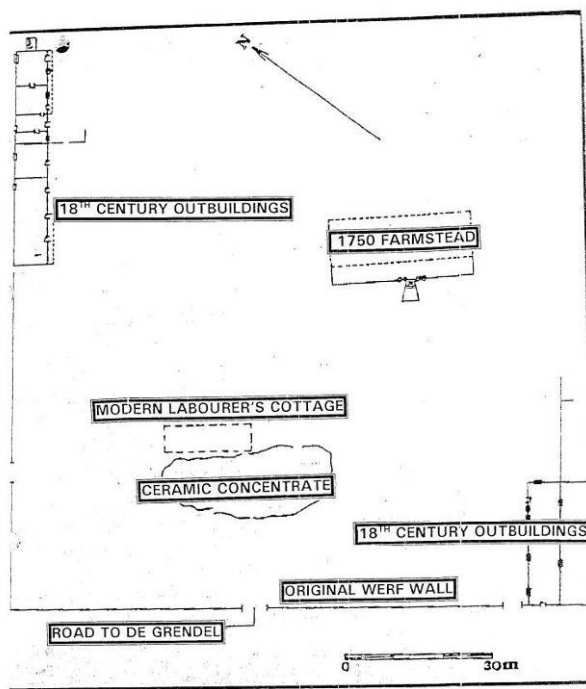 N
18TH CENTURY OUTBUILDINGS
1750 FARMSTEAD
MODERN LABOURER'S COTTAGE
CERAMIC CONCENTRATE
18TH CENTURY OUTBUILDINGS
ORIGINAL WERF WALL
ROAD TO DE GRENDEL
0 30m